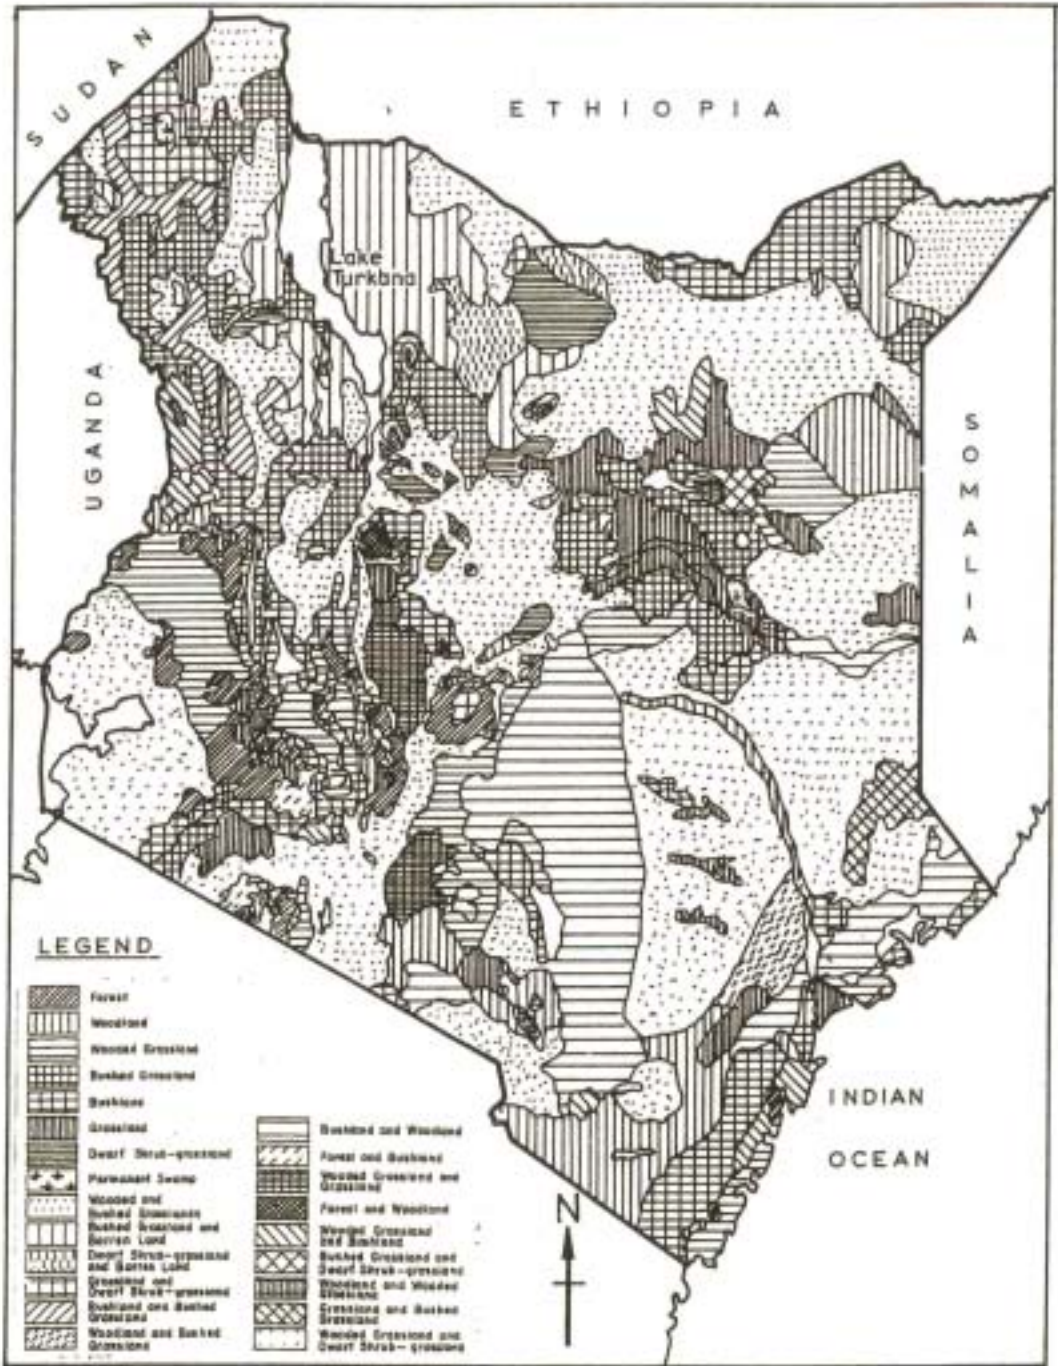 SUDAN
ETHIOPIA
Lake
Turkana
UGANDA
SOMALIA
LEGEND
Forest
Woodland
Wooded Grassland
Bushed Grassland
Bushland
Grassland
Dwarf Shrub-grassland
Permanent Swamp
Wooded and
Bushed Grasslands
Bushed Grassland and
Barren Land
Dwarf Shrub-grassland
and Barren Land
Grassland and
Dwarf Shrub-grassland
Bushland and Bushed
Grassland
Woodland and Bushed
Grassland
Bushland and Woodland
Forest and Bushland
Wooded Grassland and
Grassland
Forest and Woodland
Wooded Grassland
and Bushland
Bushed Grassland and
Dwarf Shrub-grassland
Woodland and Wooded
Grassland
Grassland and Bushed
Grassland
Wooded Grassland and
Dwarf Shrub-grassland
N
INDIAN
OCEAN